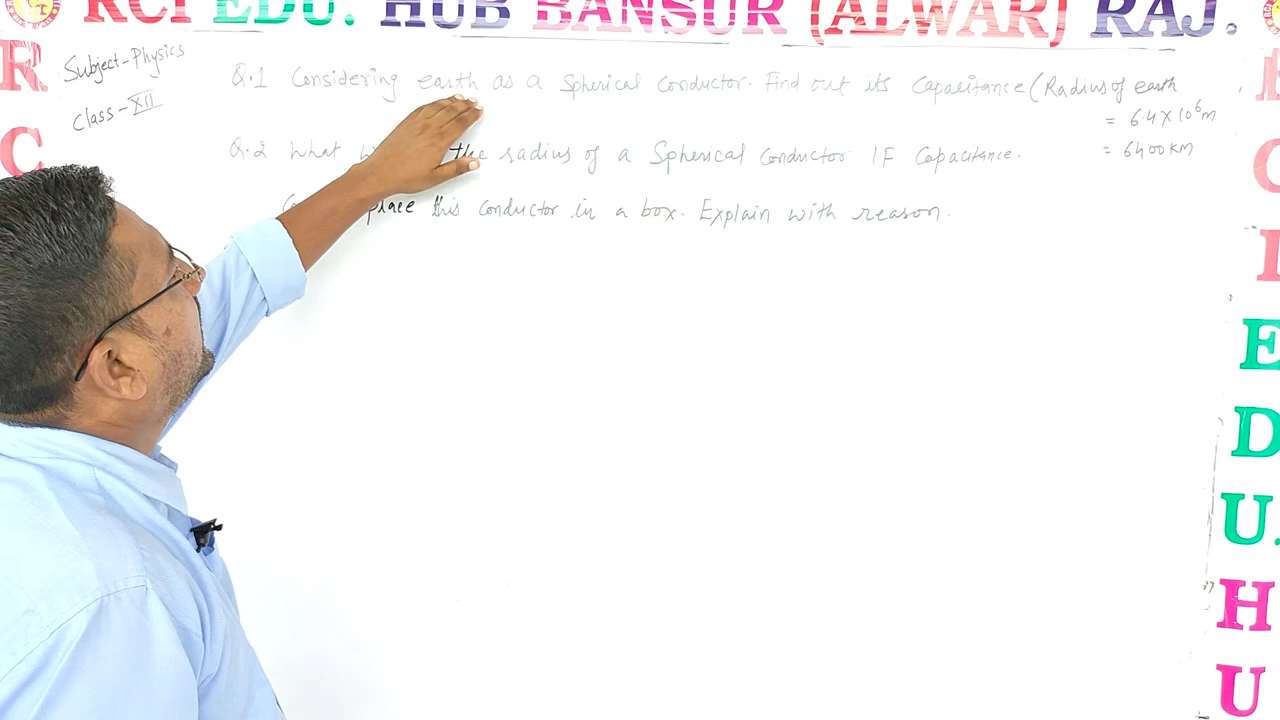 RCI EDU. HUB BANSUR (ALWAR) RAJ.
Subject-Physics
Class-XII
Q.1 Considering earth as a Spherical Conductor. Find out its Capacitance (Radius of earth
= 6.4 X 10⁶m
= 6400 KM
Q.2 What the radius of a Spherical Conductor 1F Capacitance.
place this Conductor in a box. Explain with reason.
R
C
R
C
I
E
D
U.
H
U